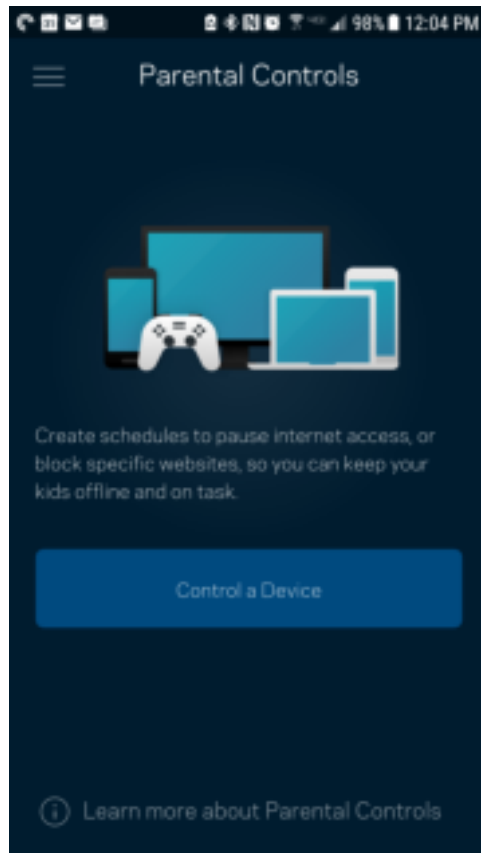 98% 12:04 PM
Parental Controls
Create schedules to pause internet access, or
block specific websites, so you can keep your
kids offline and on task.
Control a Device
Learn more about Parental Controls